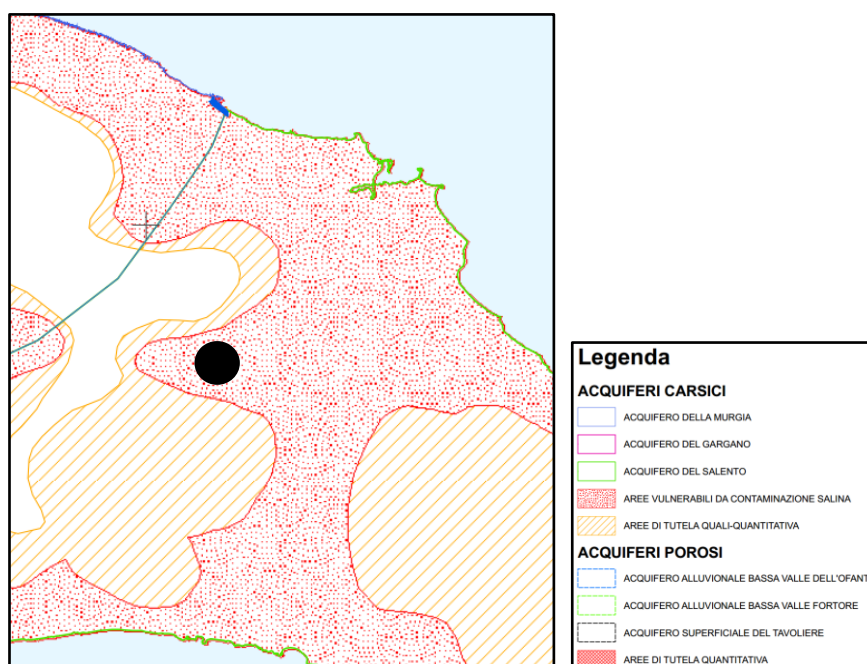 Legenda
ACQUIFERI CARSICI
ACQUIFERO DELLA MURGIA
ACQUIFERO DEL GARGANO
ACQUIFERO DEL SALENTO
AREE VULNERABILI DA CONTAMINAZIONE SALINA
AREE DI TUTELA QUALI-QUANTITATIVA
ACQUIFERI POROSI
ACQUIFERO ALLUVIONALE BASSA VALLE DELL'OFANT
ACQUIFERO ALLUVIONALE BASSA VALLE FORTORE
ACQUIFERO SUPERFICIALE DEL TAVOLIERE
AREE DI TUTELA QUANTITATIVA